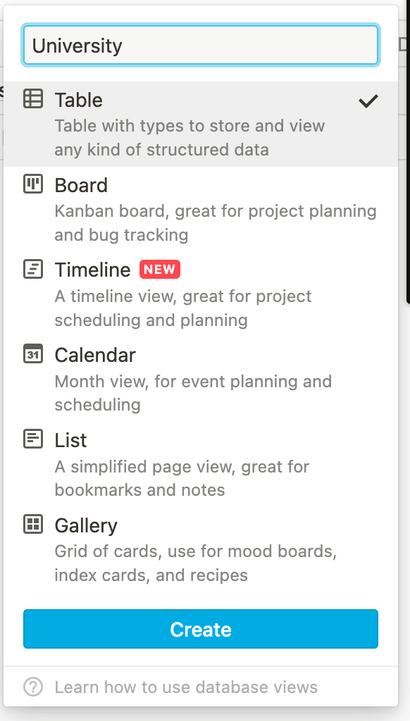 University
Table
Table with types to store and view
any kind of structured data
Board
Kanban board, great for project planning
and bug tracking
Timeline NEW
A timeline view, great for project
scheduling and planning
31 Calendar
Month view, for event planning and
scheduling
List
A simplified page view, great for
bookmarks and notes
Gallery
Grid of cards, use for mood boards,
index cards, and recipes
Create
? Learn how to use database views